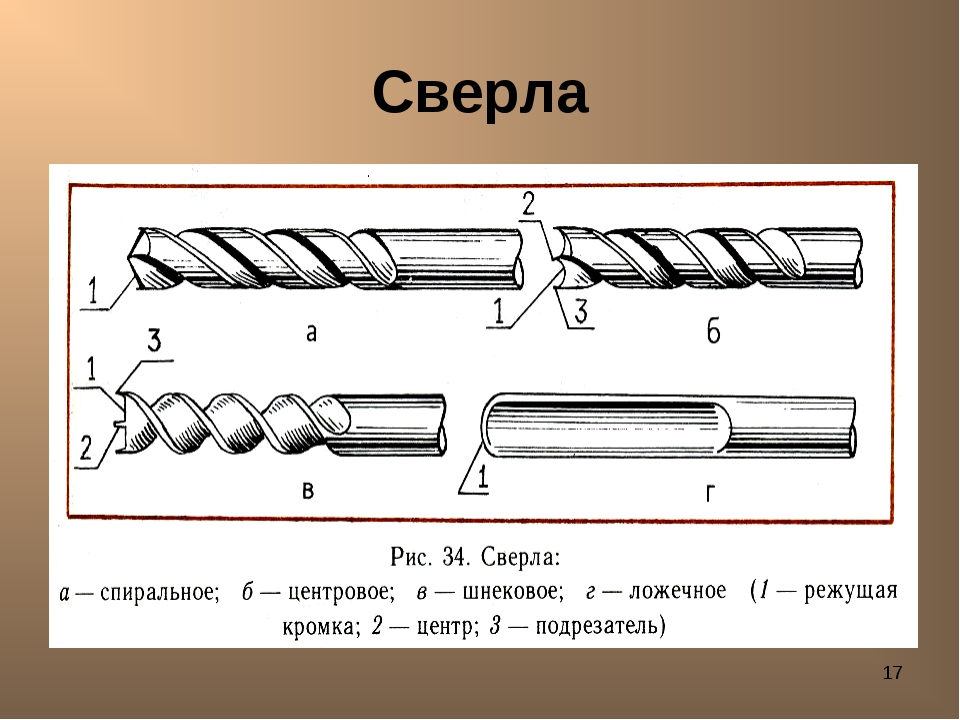 Сверла
2
1
1
3
а
б
3
1
2
1
в
г
Рис. 34. Сверла:
а — спиральное; б — центровое; в — шнековое; г — ложечное (1 — режущая
кромка; 2 — центр; 3 — подрезатель)
17